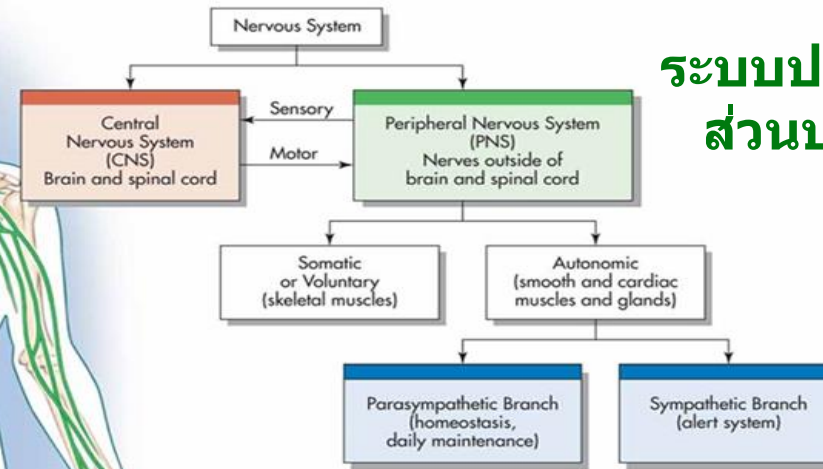 Nervous System
ระบบป
ส่วนบ
Central
Nervous System
(CNS)
Brain and spinal cord
Sensory
Motor
Peripheral Nervous System
(PNS)
Nerves outside of
brain and spinal cord
Somatic
or Voluntary
(skeletal muscles)
Autonomic
(smooth and cardiac
muscles and glands)
Parasympathetic Branch
(homeostasis,
daily maintenance)
Sympathetic Branch
(alert system)